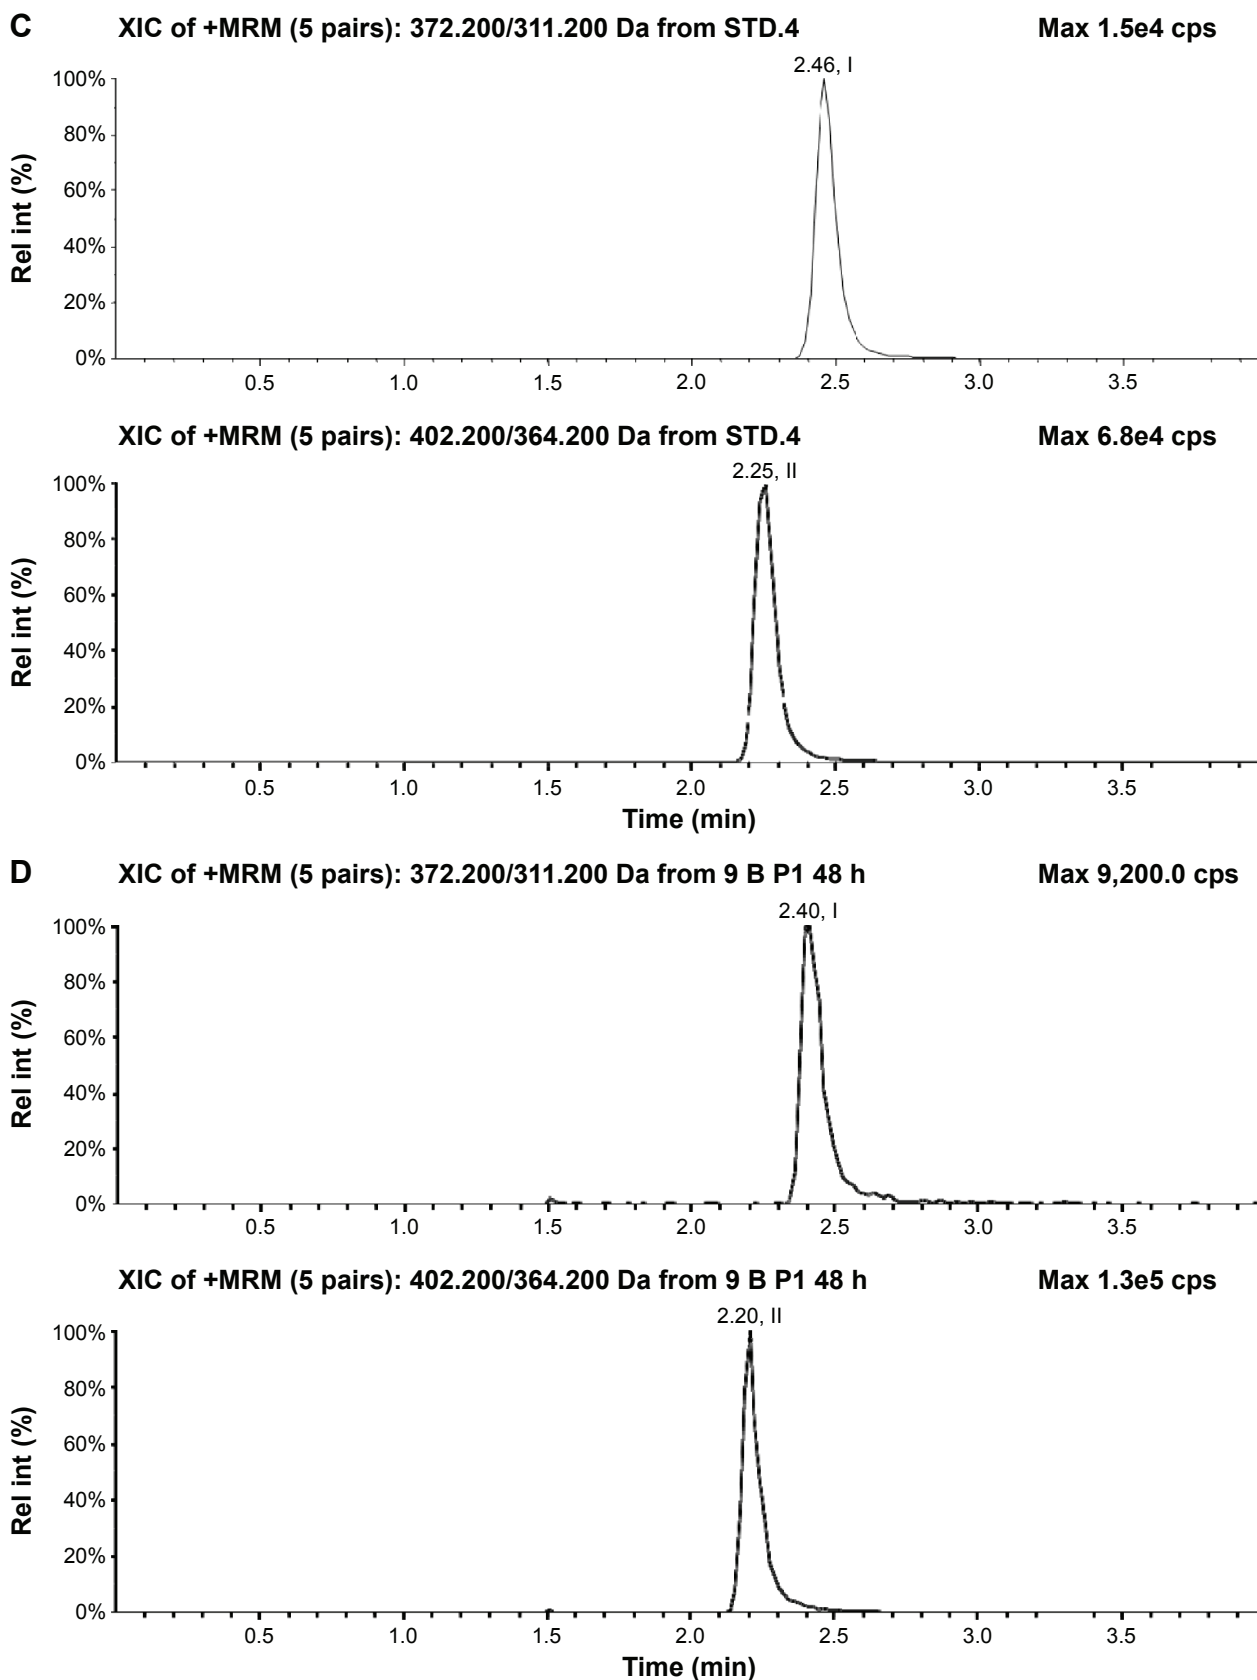 C
XIC of +MRM (5 pairs): 372.200/311.200 Da from STD.4
Max 1.5e4 cps
2.46, I
Rel int (%)
100%
80%
60%
40%
20%
0%
0.5 1.0 1.5 2.0 2.5 3.0 3.5
XIC of +MRM (5 pairs): 402.200/364.200 Da from STD.4
Max 6.8e4 cps
2.25, II
Rel int (%)
100%
80%
60%
40%
20%
0%
0.5 1.0 1.5 2.0 2.5 3.0 3.5
Time (min)
D
XIC of +MRM (5 pairs): 372.200/311.200 Da from 9 B P1 48 h
Max 9,200.0 cps
2.40, I
Rel int (%)
100%
80%
60%
40%
20%
0%
0.5 1.0 1.5 2.0 2.5 3.0 3.5
XIC of +MRM (5 pairs): 402.200/364.200 Da from 9 B P1 48 h
Max 1.3e5 cps
2.20, II
Rel int (%)
100%
80%
60%
40%
20%
0%
0.5 1.0 1.5 2.0 2.5 3.0 3.5
Time (min)